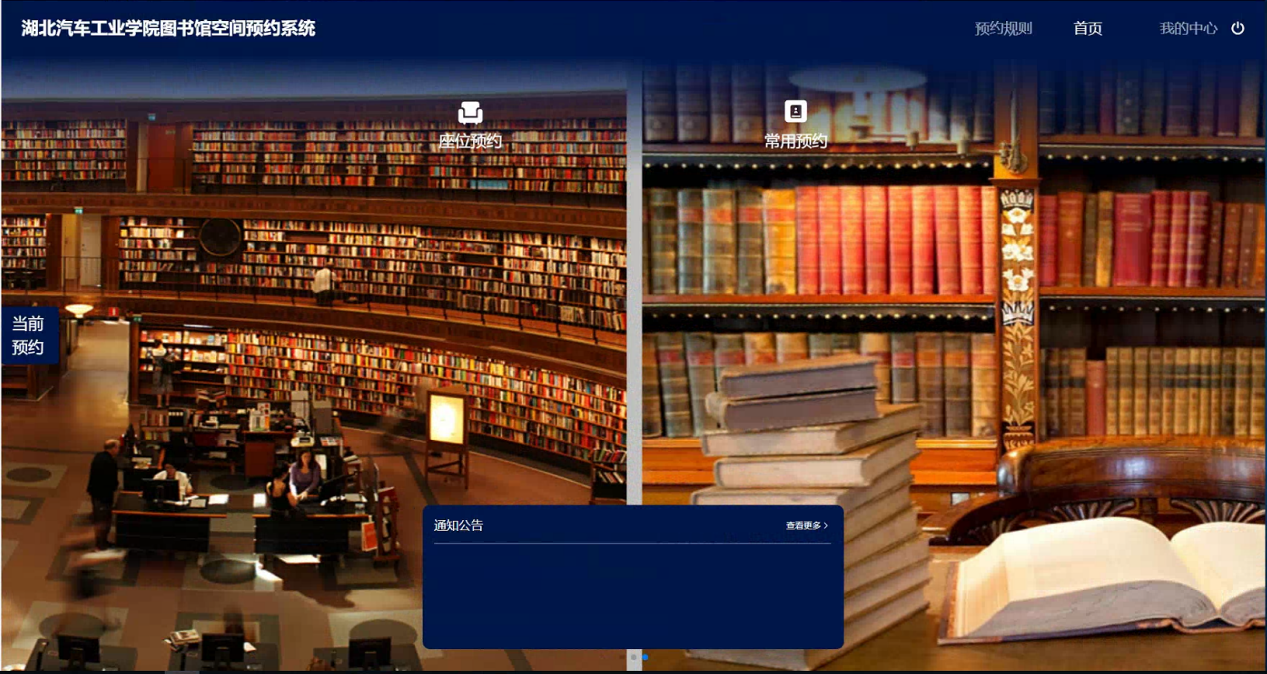 湖北汽车工业学院图书馆空间预约系统
预约规则
首页
我的中心
座位预约
常用预约
当前
预约
通知公告
查看更多 >